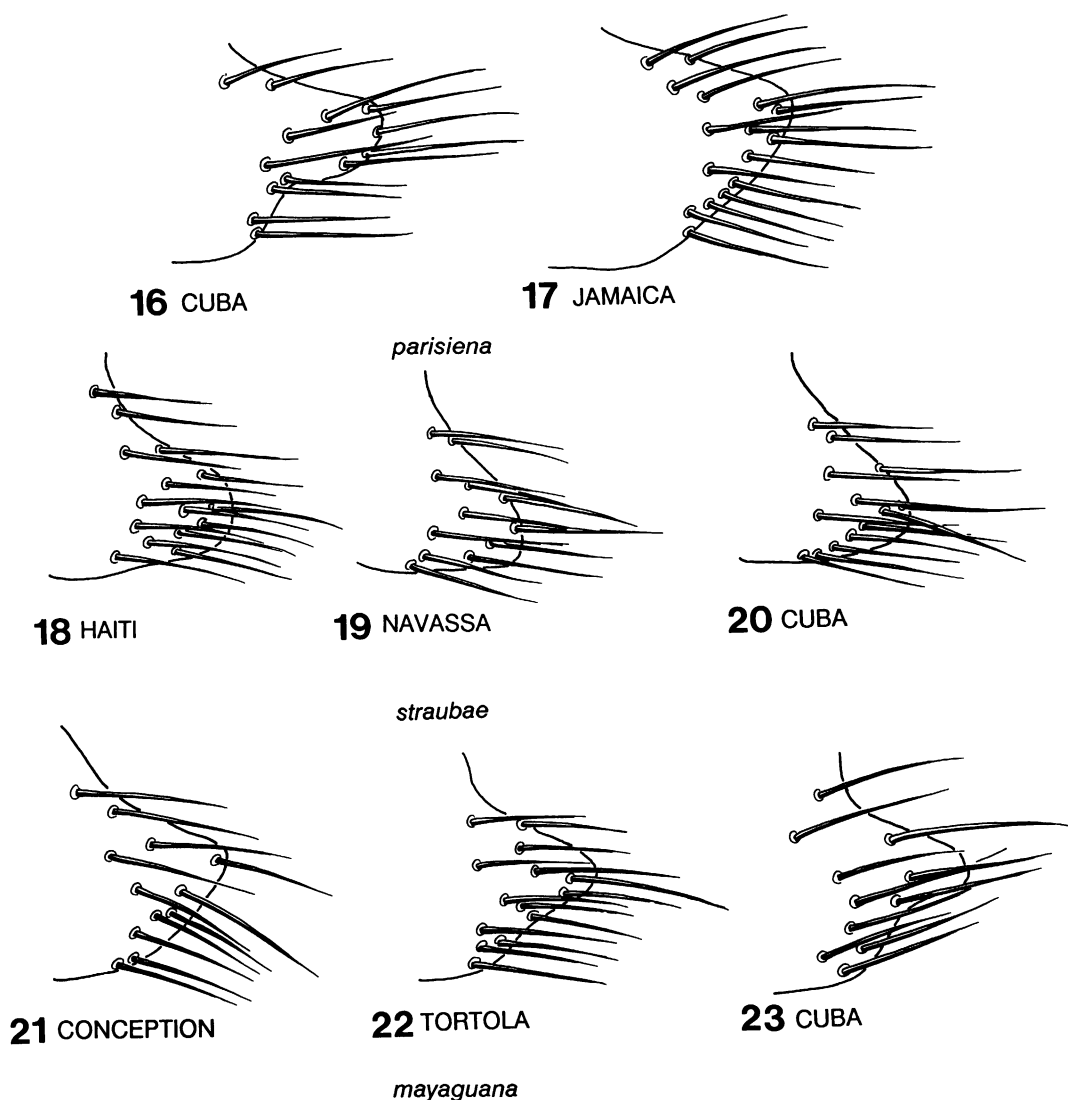 16 CUBA
17 JAMAICA
parisiena
18 HAITI
19 NAVASSA
20 CUBA
straubae
21 CONCEPTION
22 TORTOLA
23 CUBA
mayaguana